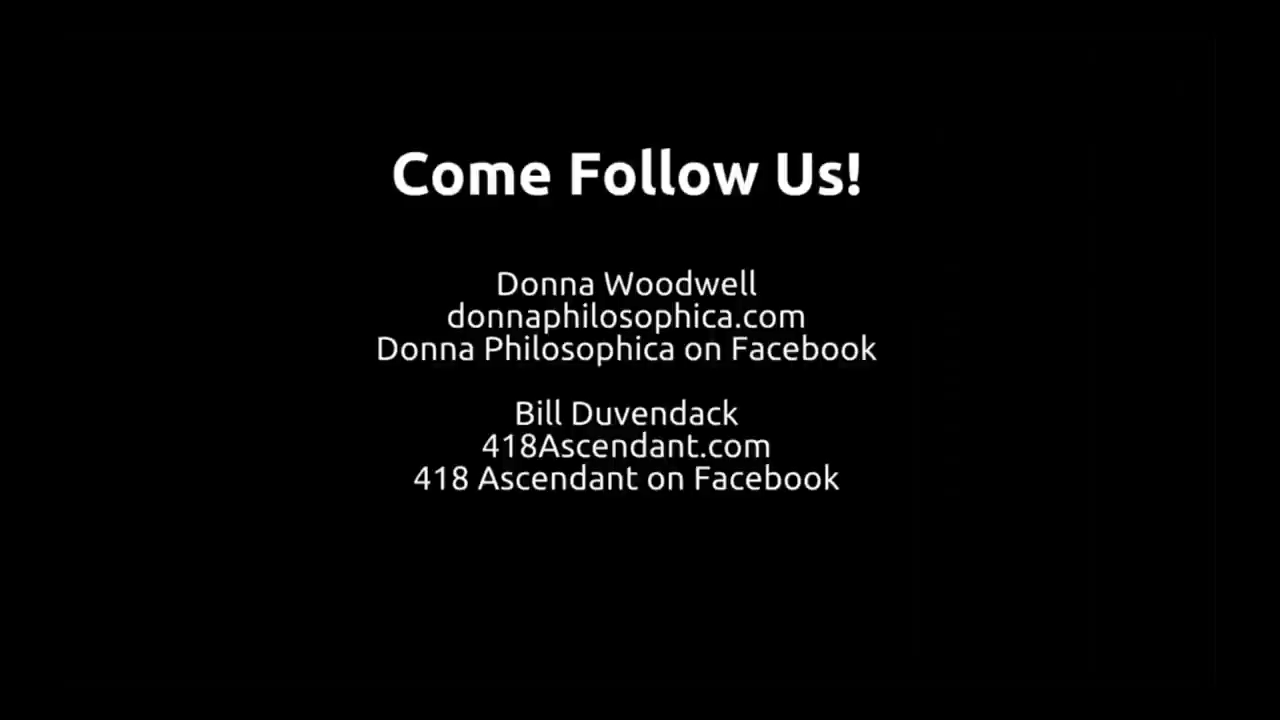 Come Follow Us!
Donna Woodwell
donnaphilosophica.com
Donna Philosophica on Facebook
Bill Duvendack
418Ascendant.com
418 Ascendant on Facebook